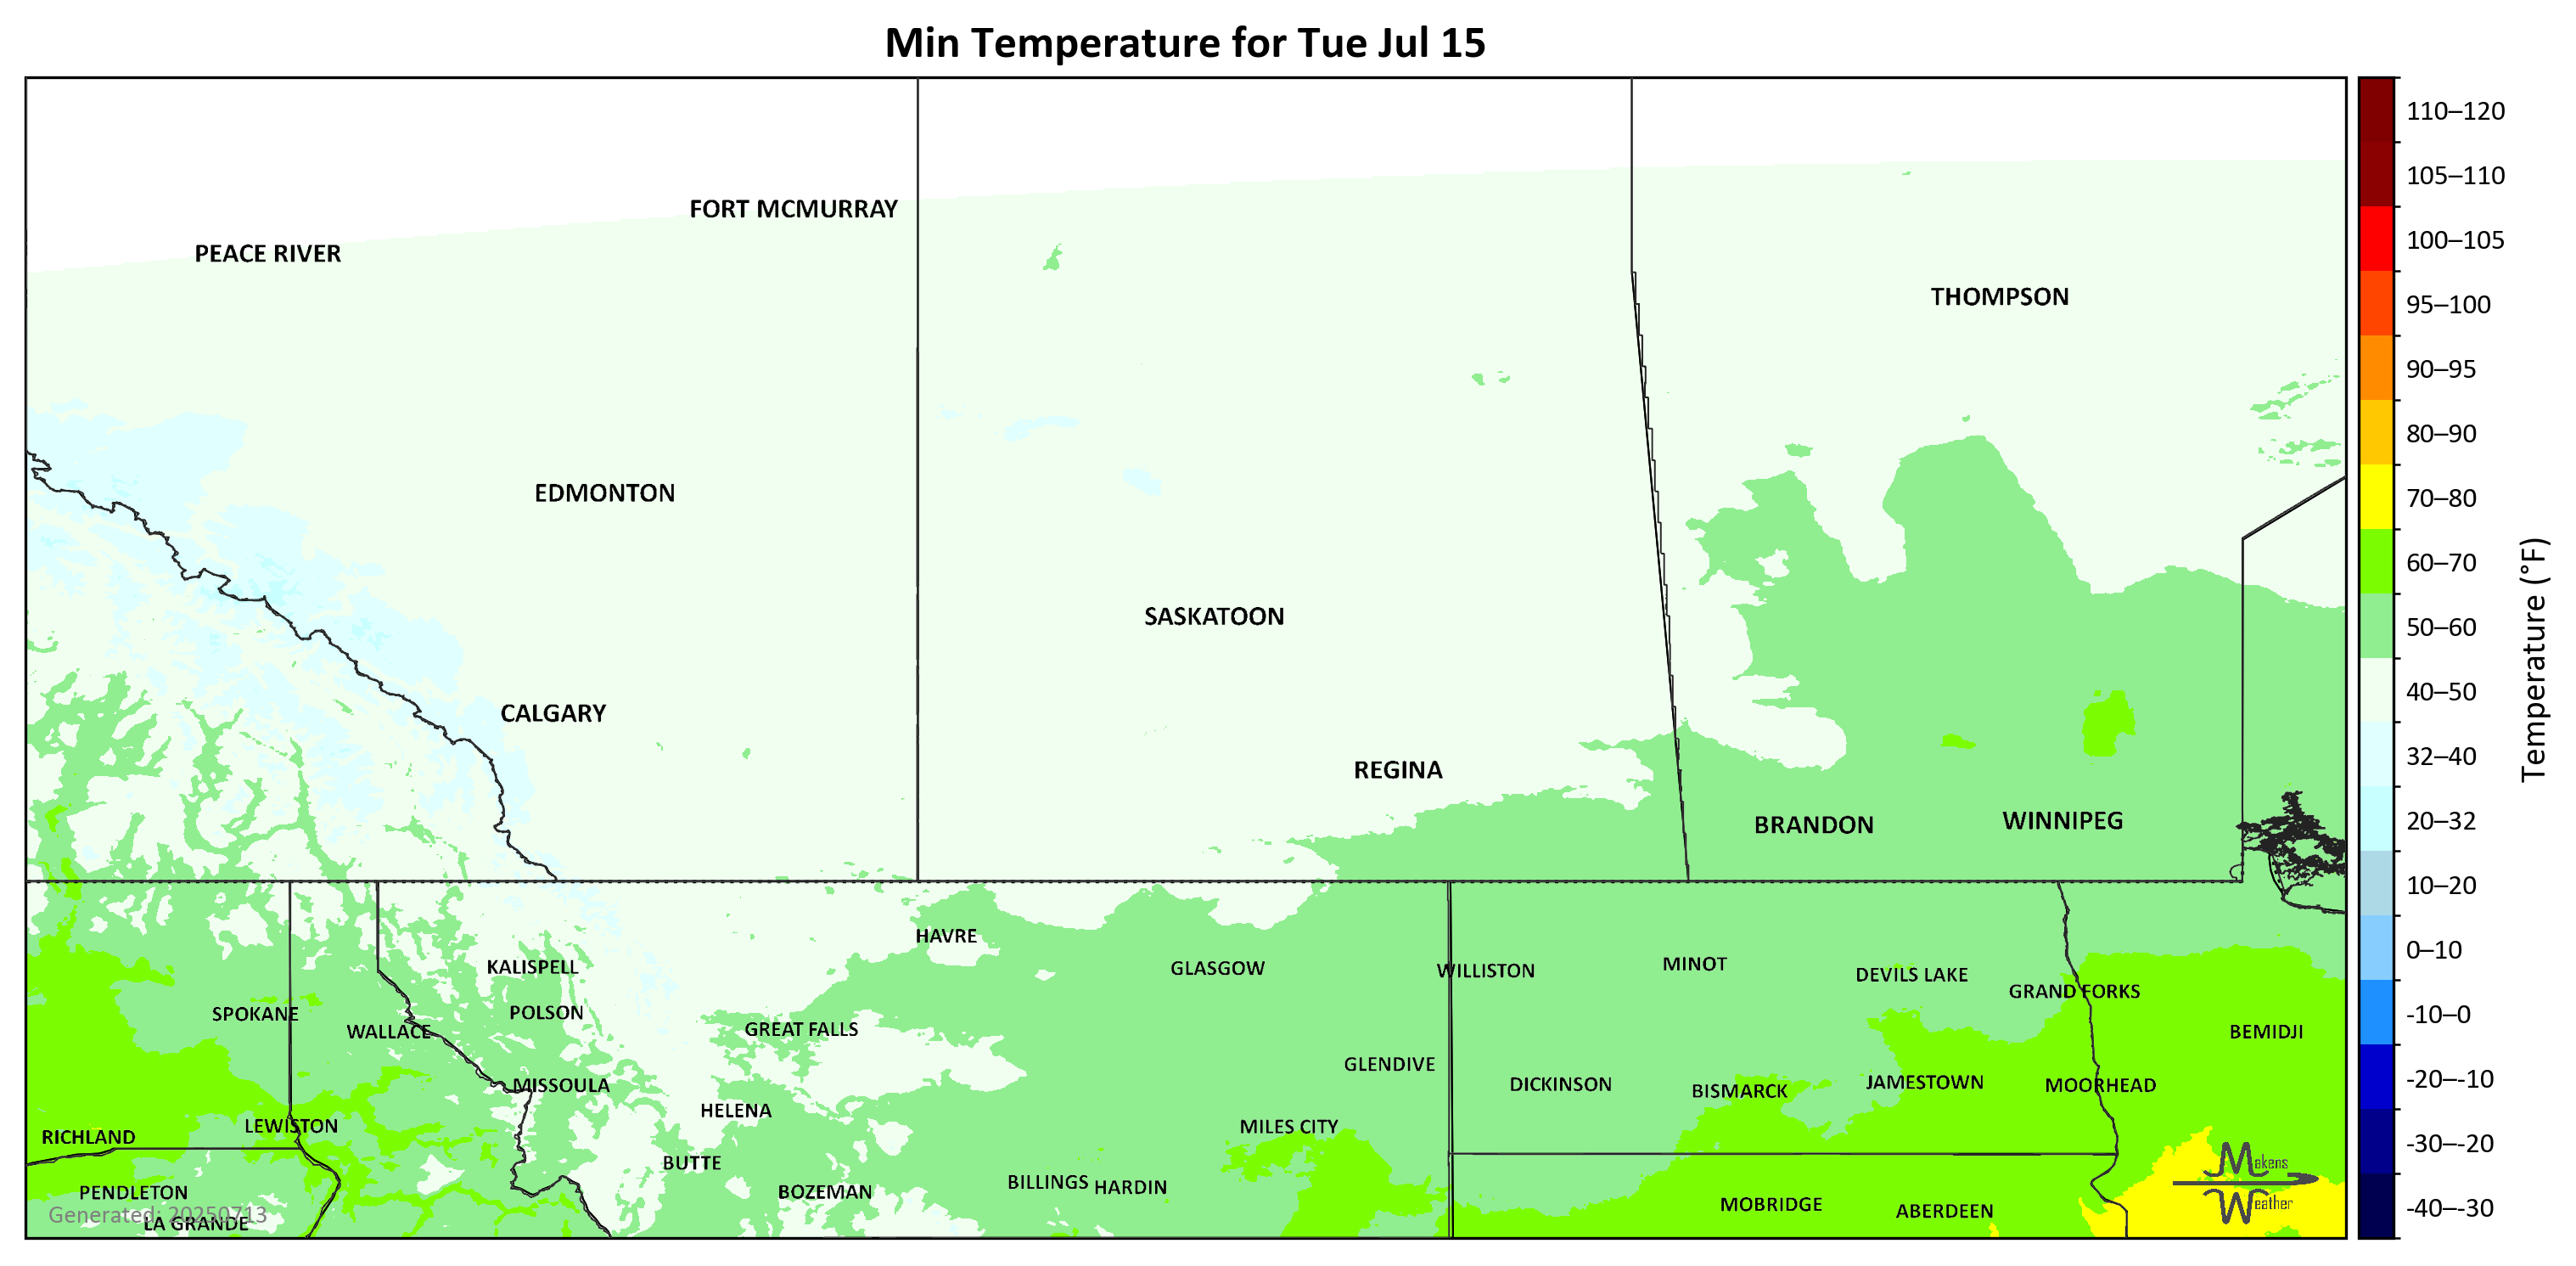 Min Temperature for Tue Jul 15
110–120
105–110
FORT MCMURRAY
100–105
PEACE RIVER
THOMPSON
95–100
90–95
80–90
EDMONTON
70–80
60–70
SASKATOON
50–60
Temperature (°F)
40–50
CALGARY
32–40
REGINA
BRANDON
WINNIPEG
20–32
10–20
HAVRE
0–10
KALISPELL
GLASGOW
WILLISTON
MINOT
DEVILS LAKE
GRAND FORKS
SPOKANE
POLSON
-10–0
WALLACE
GREAT FALLS
BEMIDJI
GLENDIVE
-20–-10
MISSOULA
DICKINSON
BISMARCK
JAMESTOWN
MOORHEAD
HELENA
LEWISTON
MILES CITY
RICHLAND
-30–-20
BUTTE
Makens
PENDLETON
BOZEMAN
BILLINGS
HARDIN
Weather
MOBRIDGE
ABERDEEN
-40–-30
Generated: 20250713
LA GRANDE